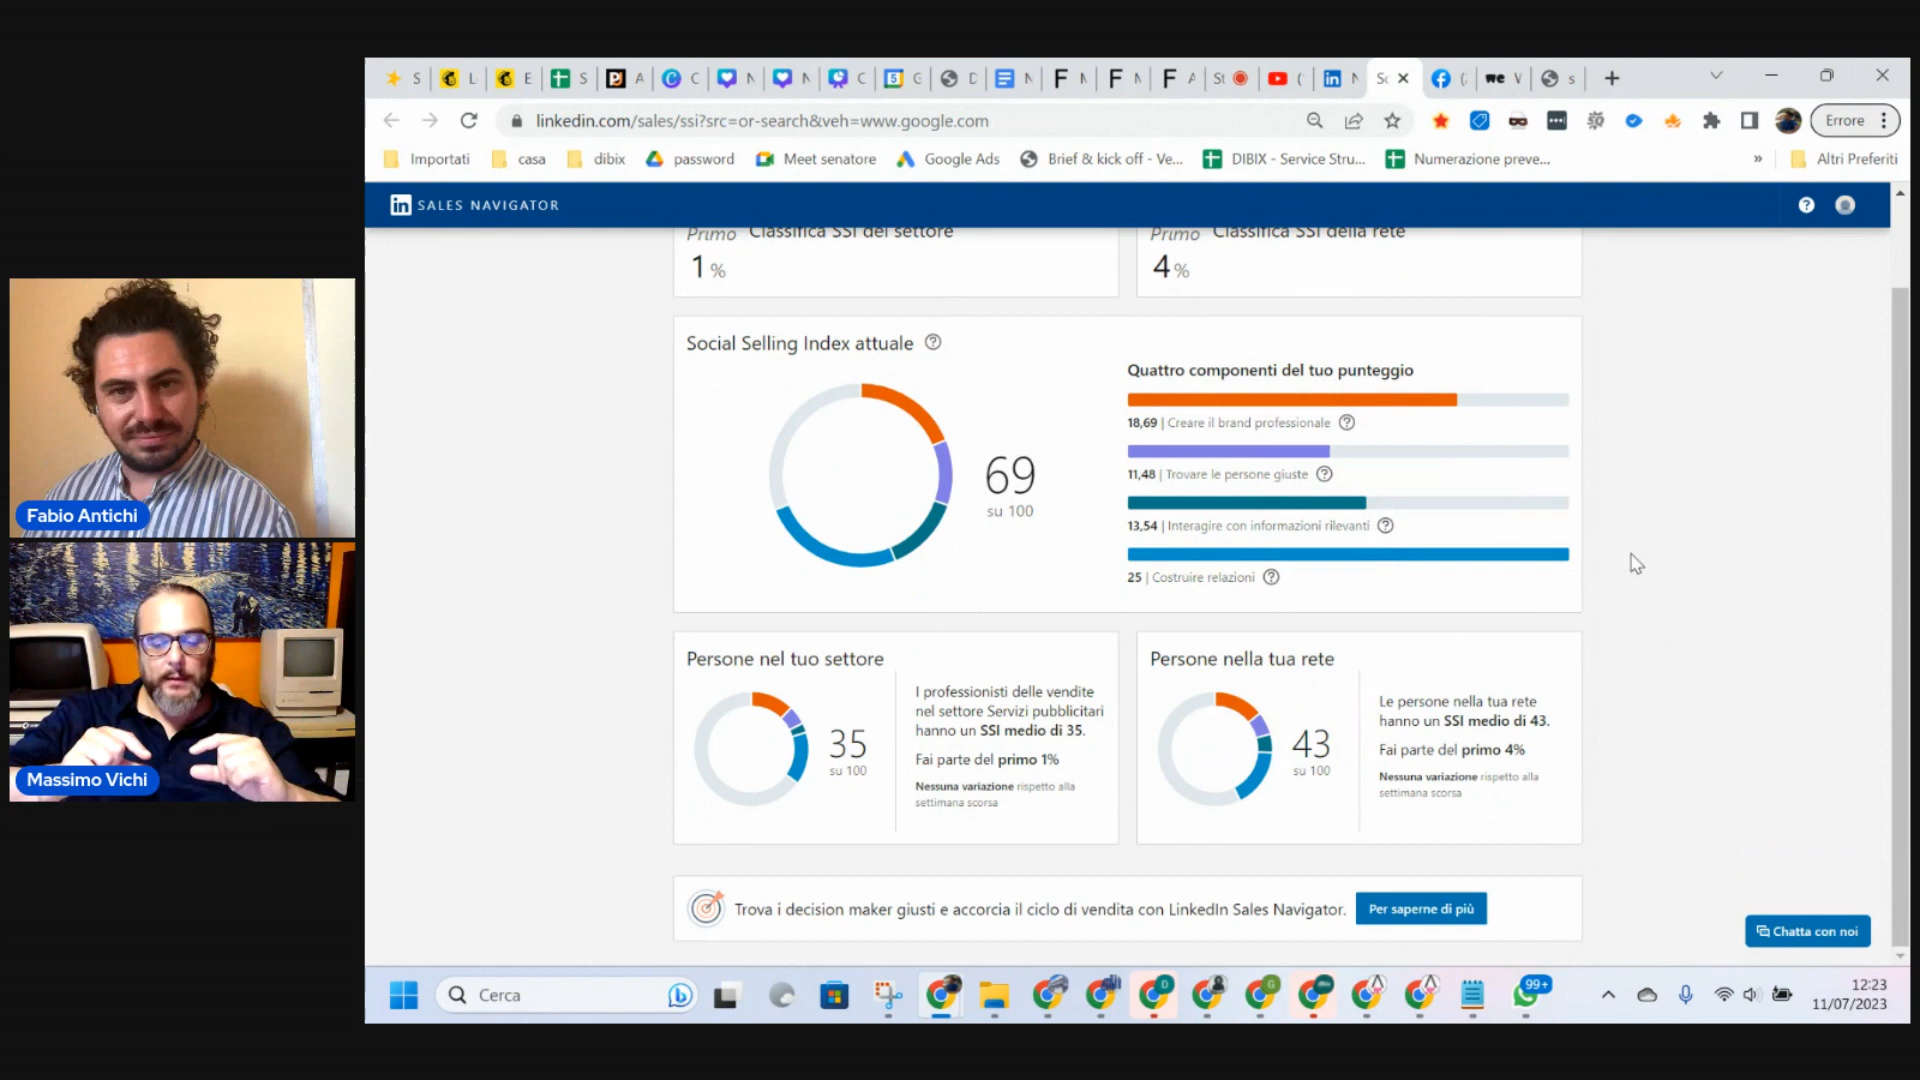 S L E S A C N N C G D N F N F N F A St ( N Sc ( V s
linkedin.com/sales/ssi?src=or-search&veh=www.google.com
Errore
Importati casa dibix password Meet senatore Google Ads Brief & kick off - Ve... DIBIX - Service Stru... Numerazione preve... » Altri Preferiti
in SALES NAVIGATOR
Primo Classifica SSI del settore
1 %
Primo Classifica SSI della rete
4 %
Social Selling Index attuale
69
su 100
Quattro componenti del tuo punteggio
18,69 | Creare il brand professionale
11,48 | Trovare le persone giuste
13,54 | Interagire con informazioni rilevanti
25 | Costruire relazioni
Persone nel tuo settore
35
su 100
I professionisti delle vendite
nel settore Servizi pubblicitari
hanno un SSI medio di 35.
Fai parte del primo 1%
Nessuna variazione rispetto alla
settimana scorsa
Persone nella tua rete
43
su 100
Le persone nella tua rete
hanno un SSI medio di 43.
Fai parte del primo 4%
Nessuna variazione rispetto alla
settimana scorsa
Trova i decision maker giusti e accorcia il ciclo di vendita con LinkedIn Sales Navigator.
Per saperne di più
Chatta con noi
Fabio Antichi
Massimo Vichi
Cerca
99+
12:23
11/07/2023